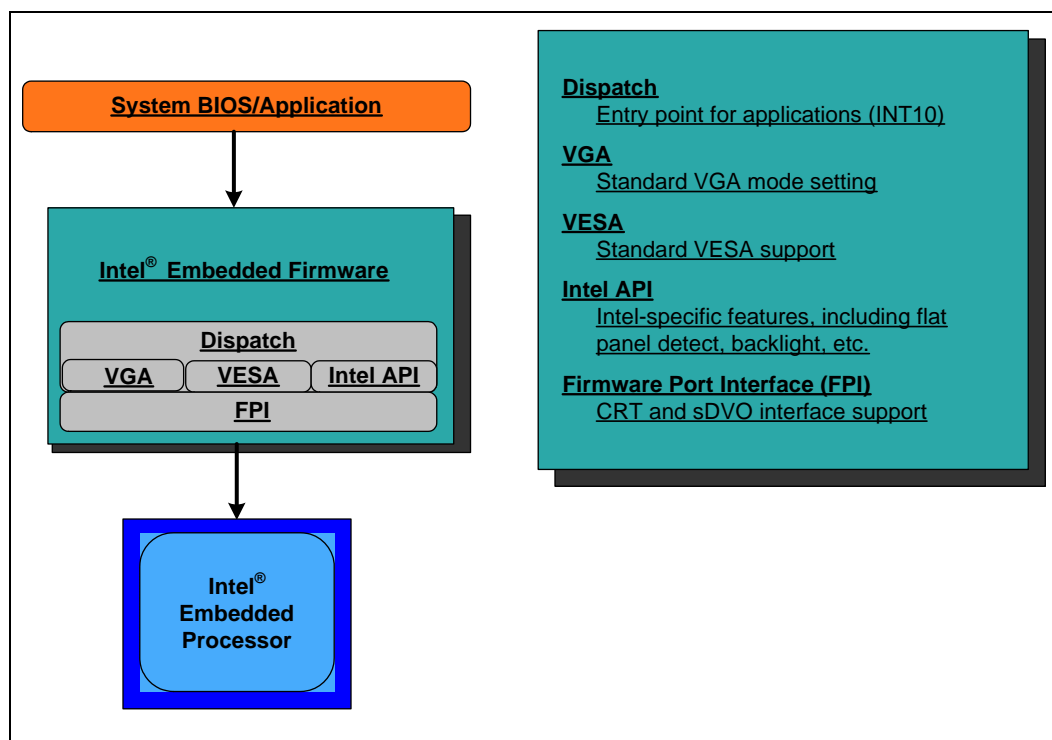 System BIOS/Application
Intel® Embedded Firmware
Dispatch
VGA VESA Intel API
FPI
Intel®
Embedded
Processor
Dispatch
Entry point for applications (INT10)
VGA
Standard VGA mode setting
VESA
Standard VESA support
Intel API
Intel-specific features, including flat
panel detect, backlight, etc.
Firmware Port Interface (FPI)
CRT and sDVO interface support